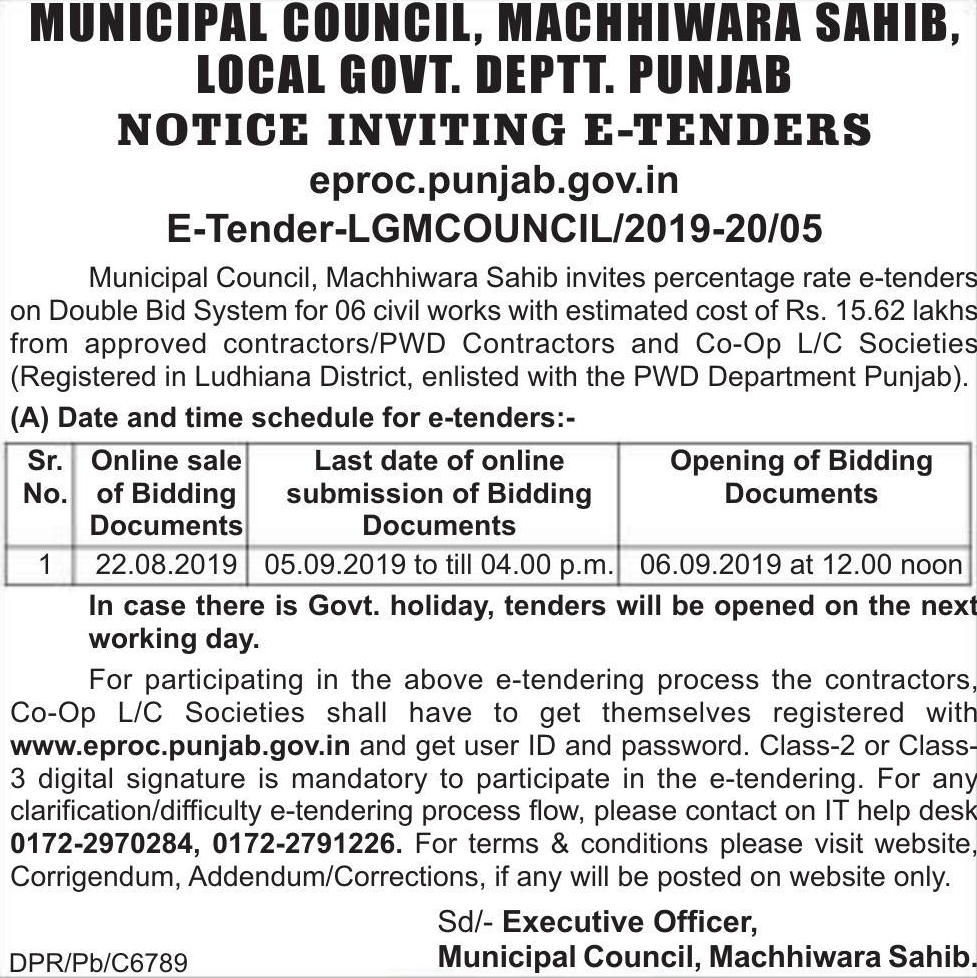 MUNICIPAL COUNCIL, MACHHIWARA SAHIB,
LOCAL GOVT. DEPTT. PUNJAB
NOTICE INVITING E-TENDERS
eproc.punjab.gov.in
E-Tender-LGMCOUNCIL/2019-20/05
Municipal Council, Machhiwara Sahib invites percentage rate e-tenders
on Double Bid System for 06 civil works with estimated cost of Rs. 15.62 lakhs
from approved contractors/PWD Contractors and Co-Op L/C Societies
(Registered in Ludhiana District, enlisted with the PWD Department Punjab).
(A) Date and time schedule for e-tenders:-
Sr. No. Online sale of Bidding Documents Last date of online submission of Bidding Documents Opening of Bidding Documents
1 22.08.2019 05.09.2019 to till 04.00 p.m. 06.09.2019 at 12.00 noon
In case there is Govt. holiday, tenders will be opened on the next
working day.
For participating in the above e-tendering process the contractors,
Co-Op L/C Societies shall have to get themselves registered with
www.eproc.punjab.gov.in and get user ID and password. Class-2 or Class-
3 digital signature is mandatory to participate in the e-tendering. For any
clarification/difficulty e-tendering process flow, please contact on IT help desk
0172-2970284, 0172-2791226. For terms & conditions please visit website,
Corrigendum, Addendum/Corrections, if any will be posted on website only.
Sd/- Executive Officer,
DPR/Pb/C6789 Municipal Council, Machhiwara Sahib.